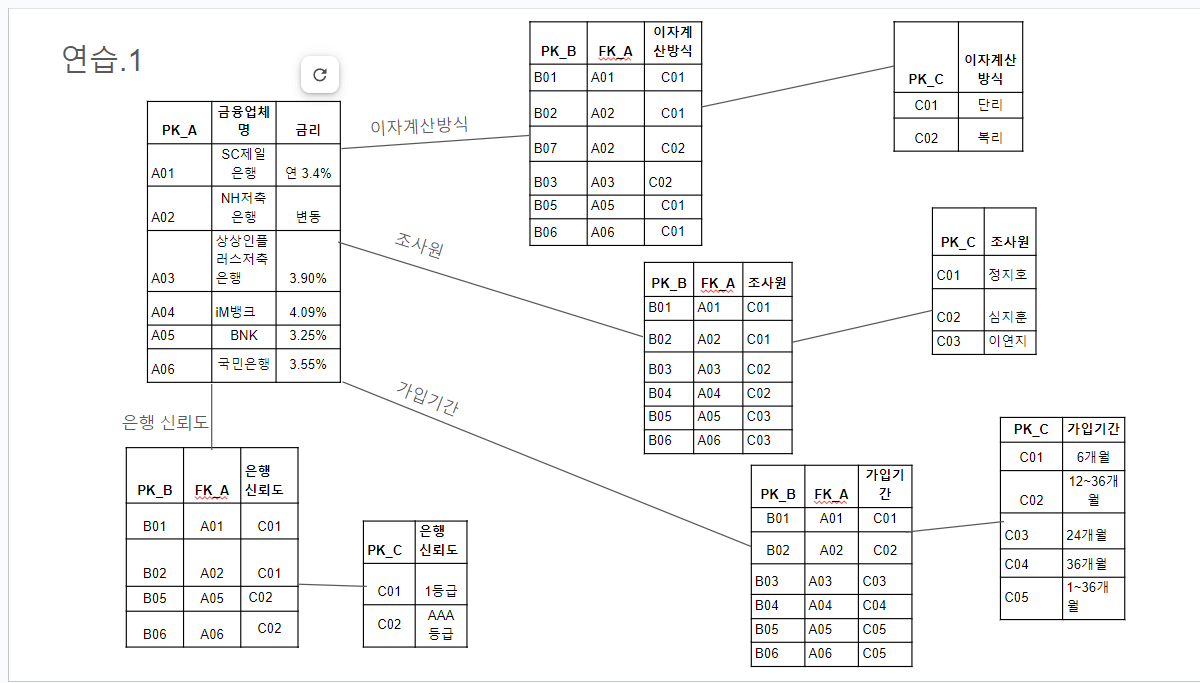 연습.1
PK_A 금융업체명 금리
A01 SC제일은행 연 3.4%
A02 NH저축은행 변동
A03 상상인플러스저축은행 3.90%
A04 iM뱅크 4.09%
A05 BNK 3.25%
A06 국민은행 3.55%
이자계산방식
PK_B FK_A 이자계산방식
B01 A01 C01
B02 A02 C01
B07 A02 C02
B03 A03 C02
B05 A05 C01
B06 A06 C01
PK_C 이자계산방식
C01 단리
C02 복리
조사원
PK_B FK_A 조사원
B01 A01 C01
B02 A02 C01
B03 A03 C02
B04 A04 C02
B05 A05 C03
B06 A06 C03
PK_C 조사원
C01 정지호
C02 심지훈
C03 이연지
가입기간
PK_B FK_A 가입기간
B01 A01 C01
B02 A02 C02
B03 A03 C03
B04 A04 C04
B05 A05 C05
B06 A06 C05
PK_C 가입기간
C01 6개월
C02 12~36개월
C03 24개월
C04 36개월
C05 1~36개월
은행 신뢰도
PK_B FK_A 은행 신뢰도
B01 A01 C01
B02 A02 C01
B05 A05 C02
B06 A06 C02
PK_C 은행 신뢰도
C01 1등급
C02 AAA등급